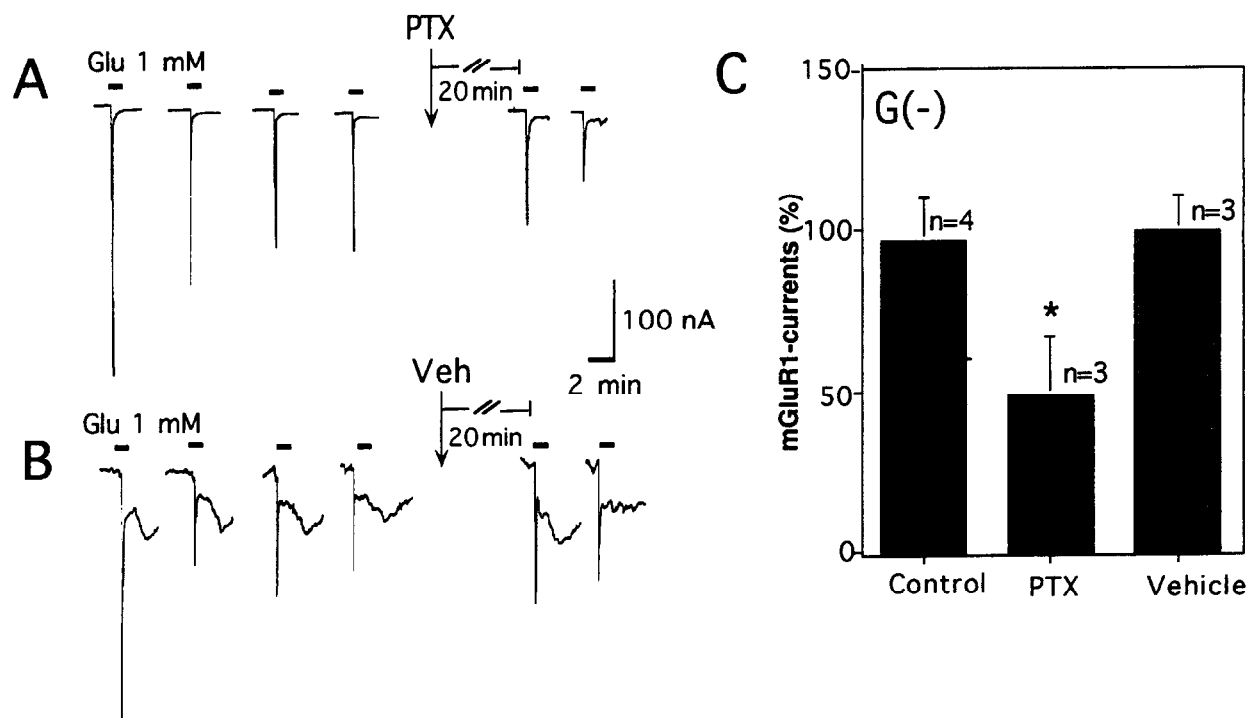 A
Glu 1 mM
PTX
20 min
100 nA
2 min
B
Glu 1 mM
Veh
20 min
C
G(-)
mGluR1-currents (%)
150
100
50
0
n=4
*
n=3
n=3
Control
PTX
Vehicle